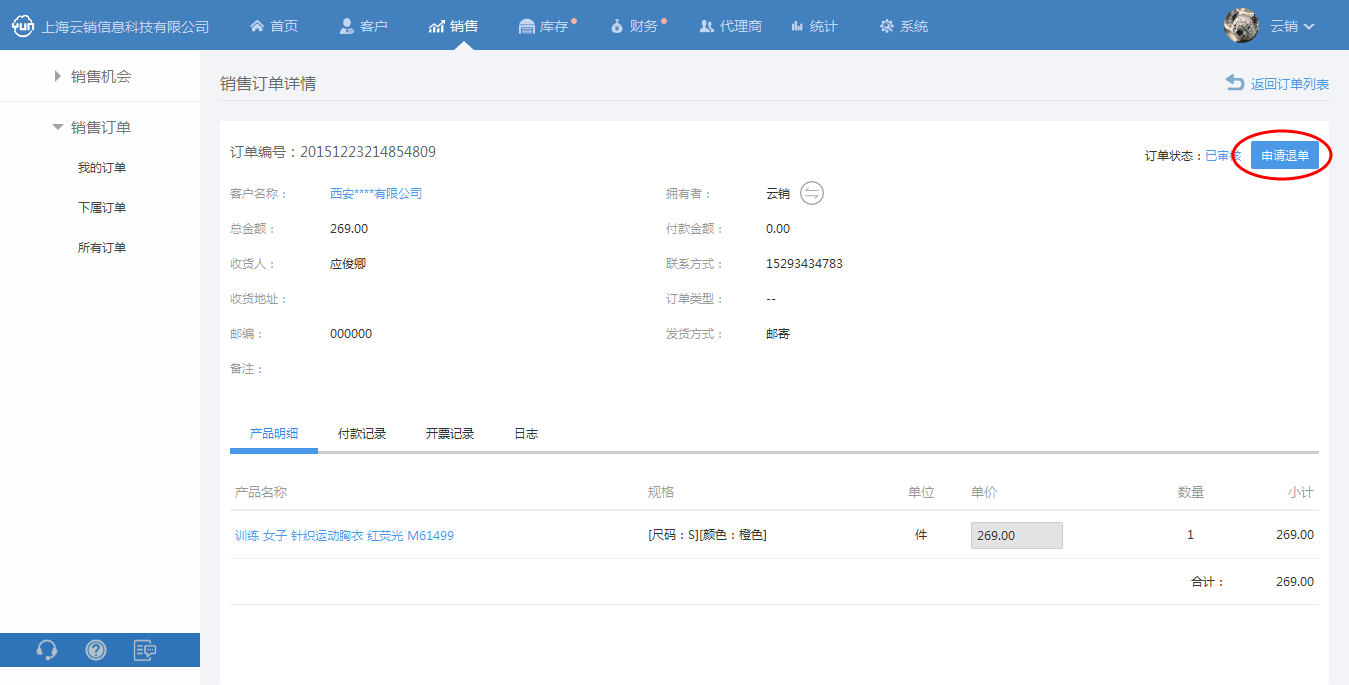 上海云销信息科技有限公司 首页 客户 销售 库存 财务 代理商 统计 系统 云销
销售机会
销售订单
我的订单
下属订单
所有订单
销售订单详情 返回订单列表
订单编号：20151223214854809 订单状态：已审核 申请退单
客户名称： 西安****有限公司 拥有者： 云销
总金额： 269.00 付款金额： 0.00
收货人： 应俊卿 联系方式： 15293434783
收货地址： 订单类型： --
邮编： 000000 发货方式： 邮寄
备注：
产品明细 付款记录 开票记录 日志
产品名称 规格 单位 单价 数量 小计
训练 女子 针织运动胸衣 红荧光 M61499 [尺码：S][颜色：橙色] 件 269.00 1 269.00
合计： 269.00